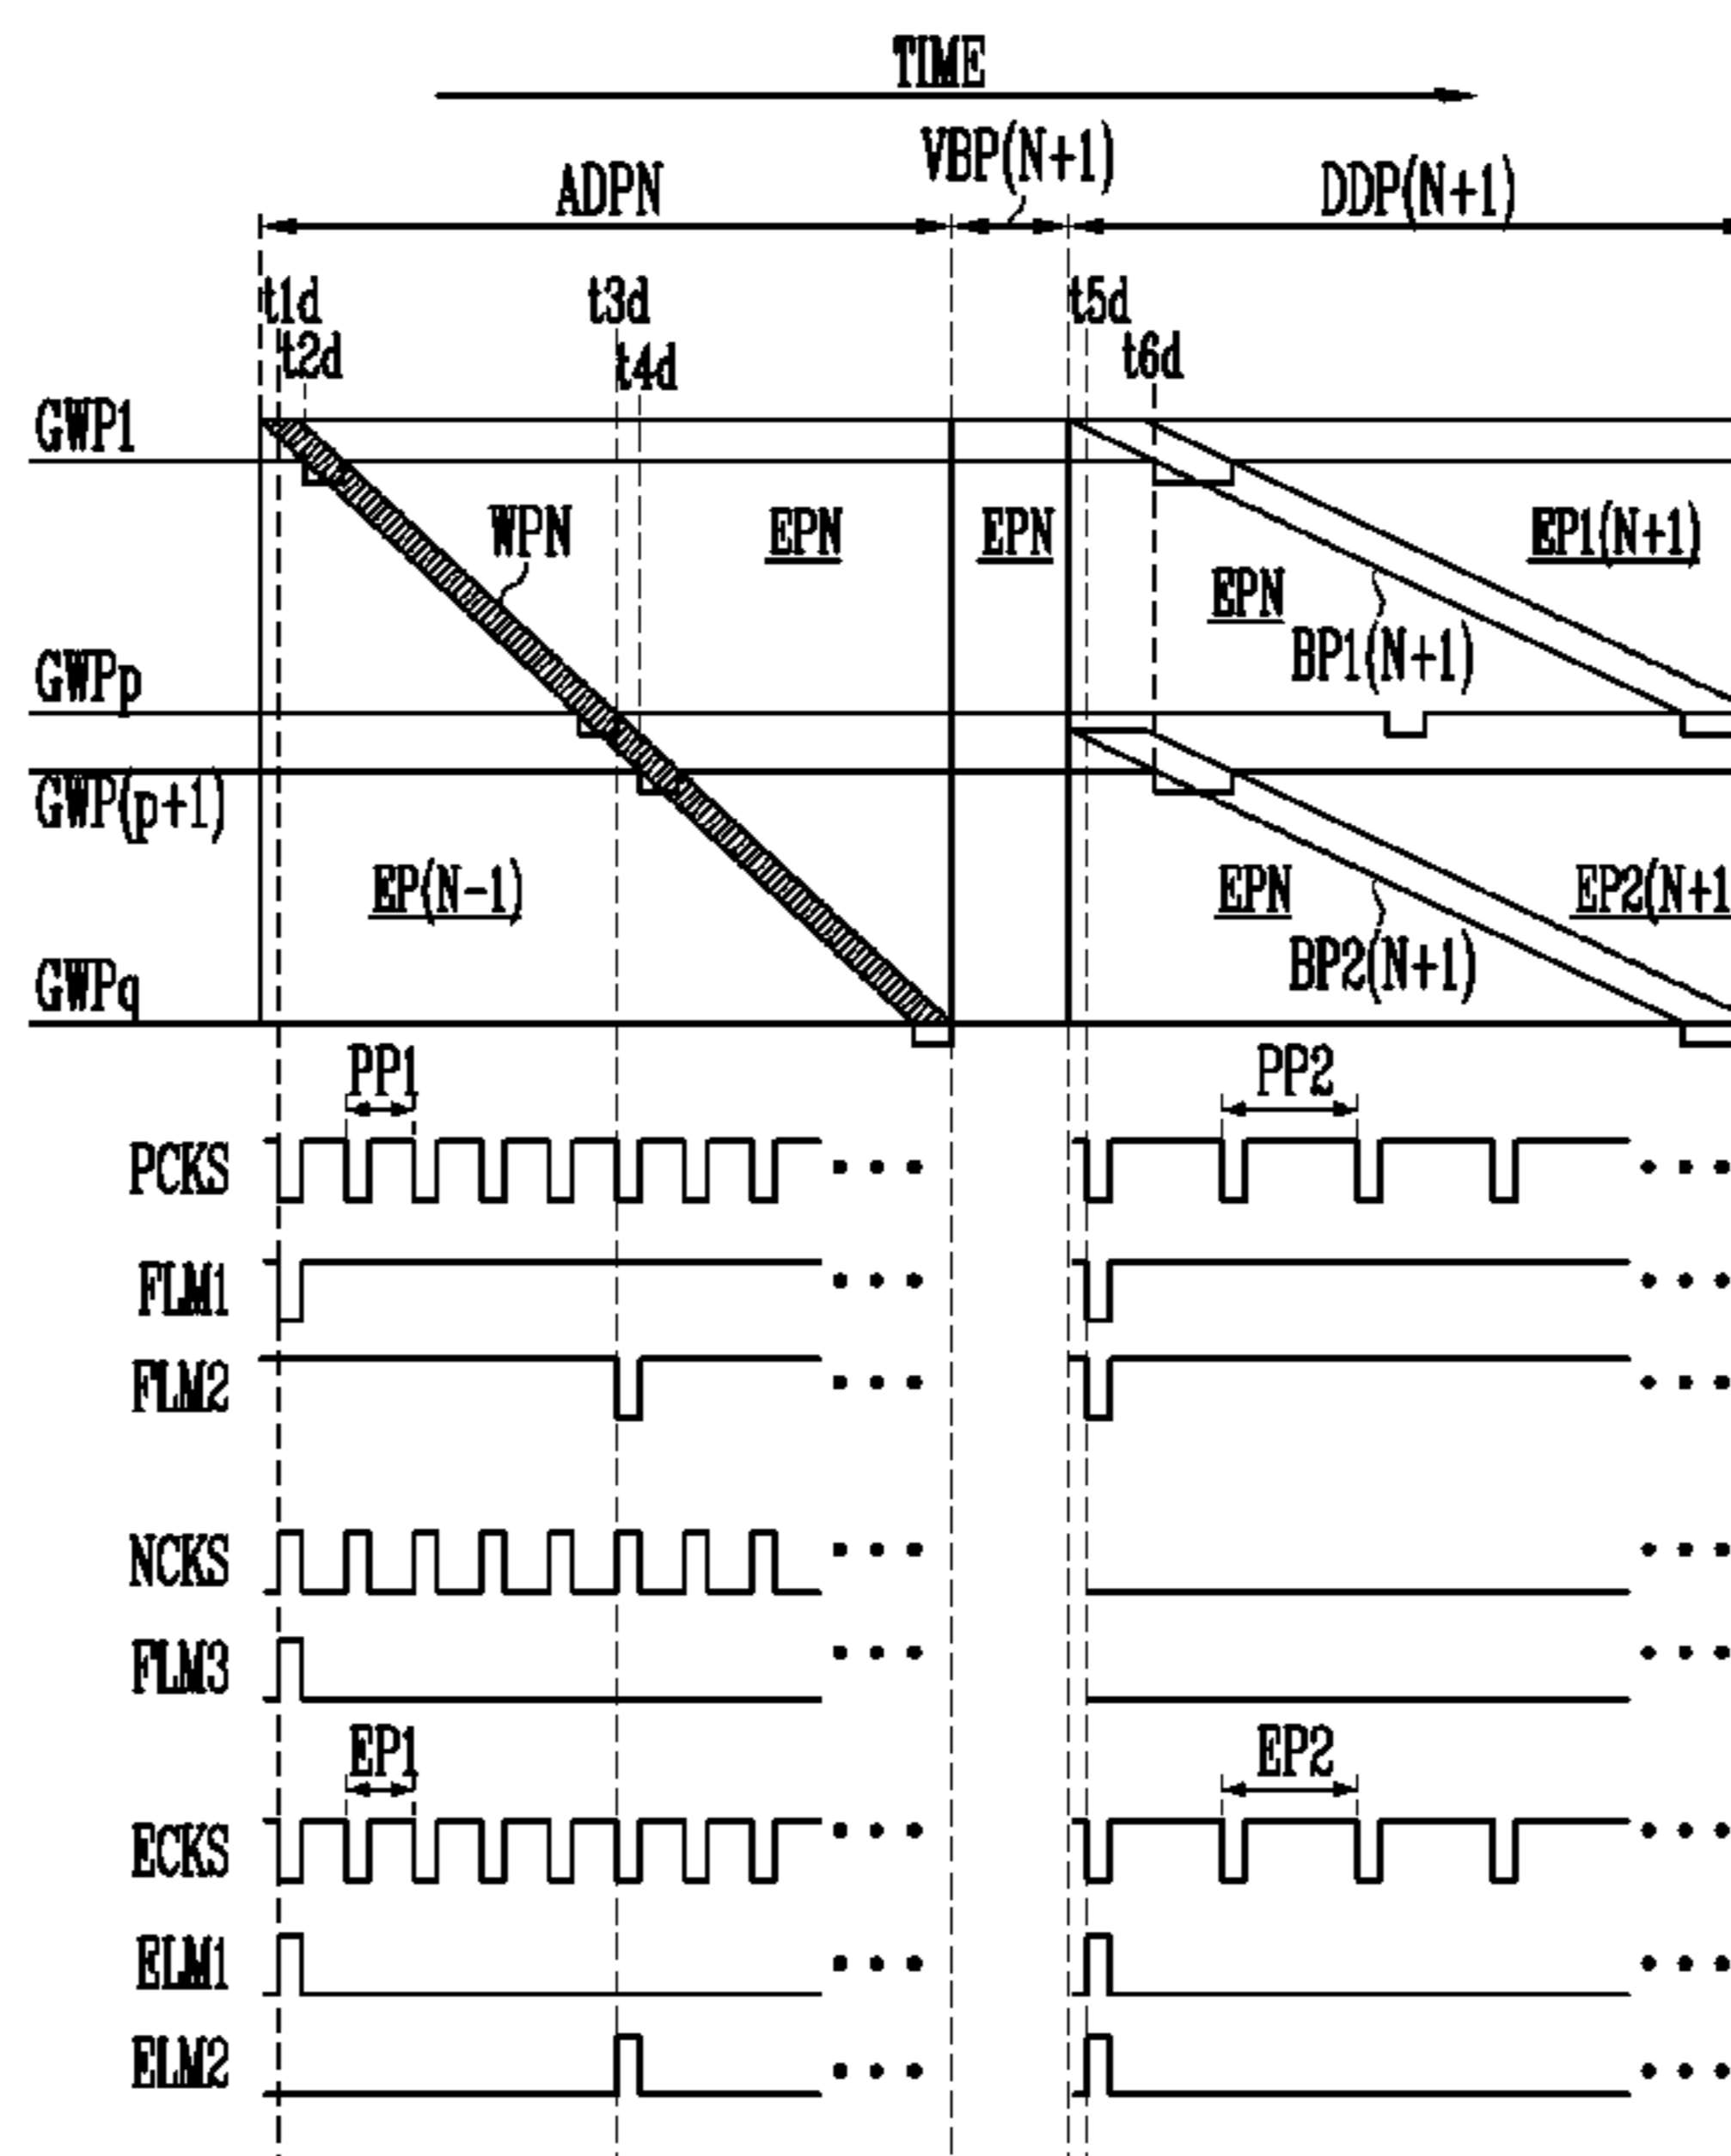 TIME
ADPN
VBP(N+1)
DDP(N+1)
t1d
t2d
t3d
t4d
t5d
t6d
GWP1
WPN
EPN
EPN
EPN
EP1(N+1)
BP1(N+1)
GWPp
GWP(p+1)
EP(N-1)
EPN
EP2(N+1
BP2(N+1)
GWPq
PP1
PP2
PCKS
FLM1
FLM2
NCKS
FLM3
EP1
EP2
ECKS
ELM1
ELM2